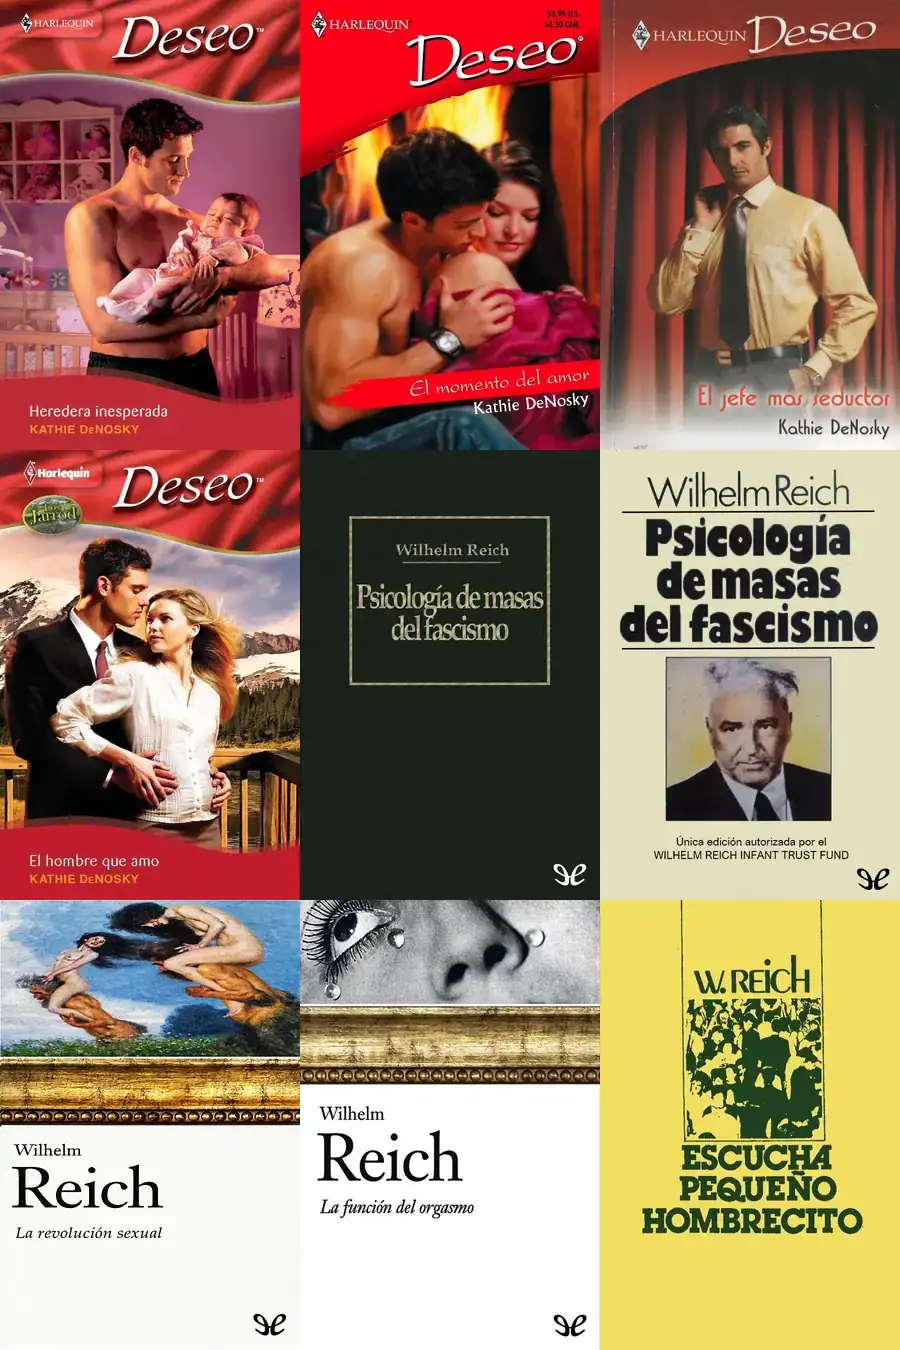 HARLEQUIN
Deseo™
Heredera inesperada
KATHIE DeNOSKY
HARLEQUIN®
$3.99 U.S.
$4.50 CAN.
Deseo®
El momento del amor
Kathie DeNosky
HARLEQUIN Deseo
El jefe mas seductor
Kathie DeNosky
Harlequin
Deseo™
Los Jarrod
El hombre que amo
KATHIE DeNOSKY
Wilhelm Reich
Psicología de masas
del fascismo
Wilhelm Reich
Psicología
de masas
del fascismo
Única edición autorizada por el
WILHELM REICH INFANT TRUST FUND
Wilhelm
Reich
La revolución sexual
Wilhelm
Reich
La función del orgasmo
W. REICH
ESCUCHA
PEQUEÑO
HOMBRECITO